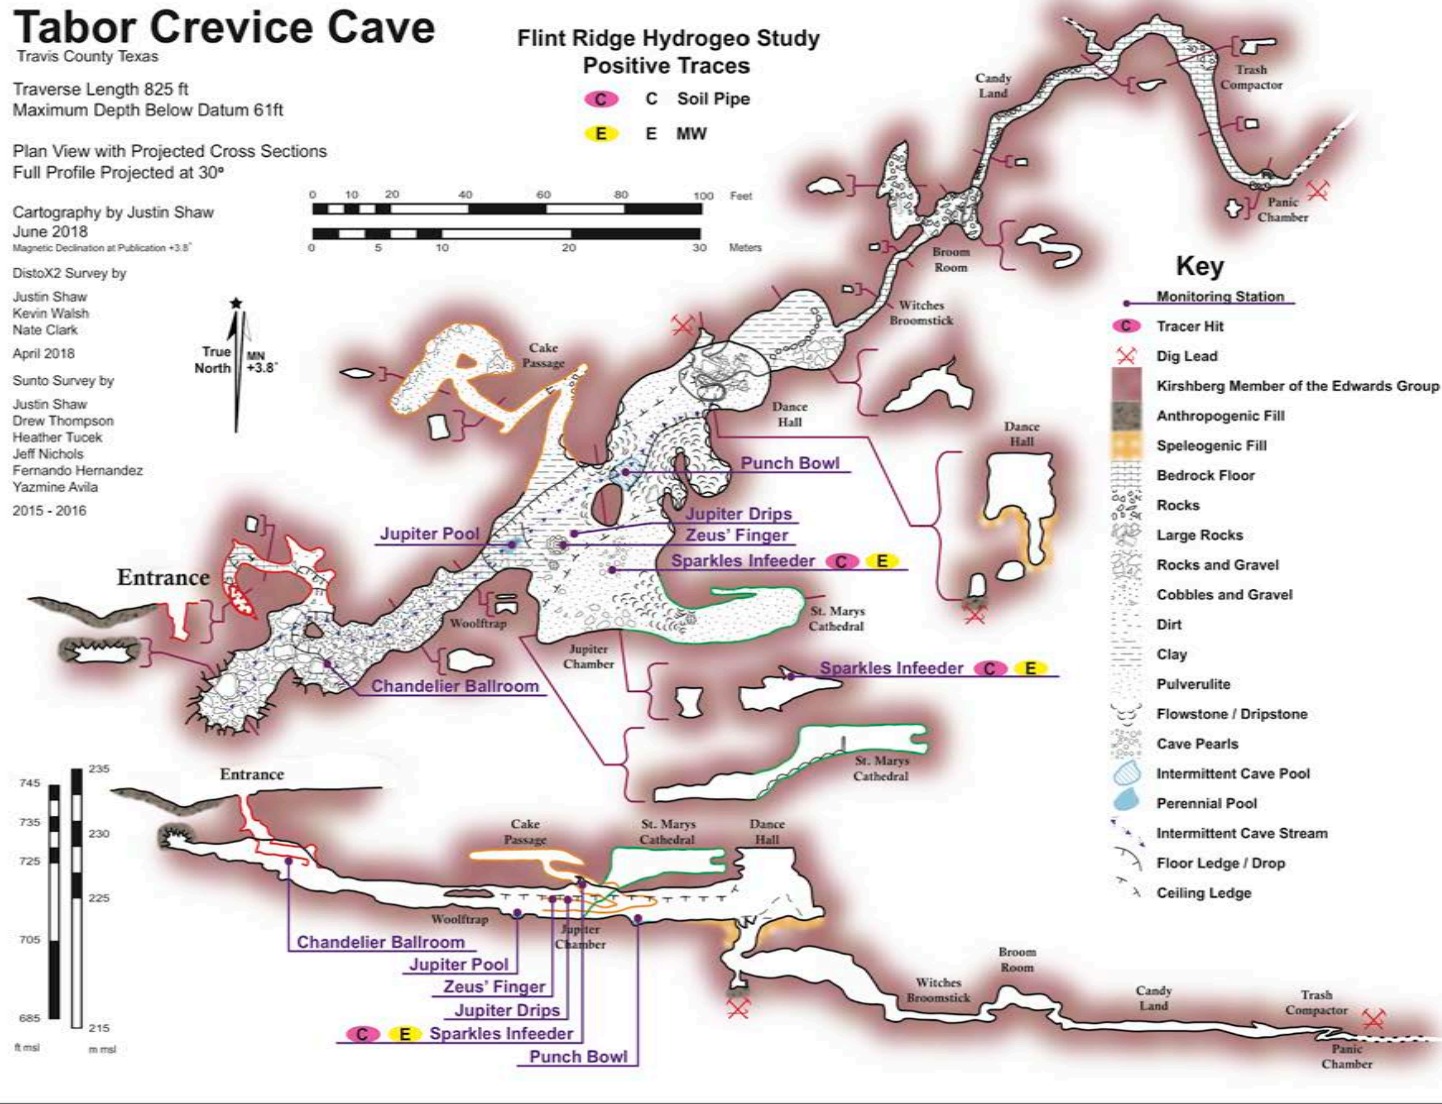 Tabor Crevice Cave
Travis County Texas
Traverse Length 825 ft
Maximum Depth Below Datum 61ft
Plan View with Projected Cross Sections
Full Profile Projected at 30°
Cartography by Justin Shaw
June 2018
Magnetic Declination at Publication +3.8°
DistoX2 Survey by
Justin Shaw
Kevin Walsh
Nate Clark
April 2018
Sunto Survey by
Justin Shaw
Drew Thompson
Heather Tucek
Jeff Nichols
Fernando Hernandez
Yazmine Avila
2015 - 2016
Flint Ridge Hydrogeo Study
Positive Traces
C C Soil Pipe
E E MW
0 10 20 40 60 80 100 Feet
0 5 10 20 30 Meters
True
North
MN
+3.8°
Candy
Land
Trash
Compactor
Panic
Chamber
Broom
Room
Witches
Broomstick
Cake
Passage
Dance
Hall
Dance
Hall
Punch Bowl
Jupiter Drips
Zeus' Finger
Jupiter Pool
Sparkles Infeeder C E
Entrance
Woolftrap
Jupiter
Chamber
St. Marys
Cathedral
Chandelier Ballroom
Sparkles Infeeder C E
St. Marys
Cathedral
Key
Monitoring Station
C Tracer Hit
Dig Lead
Kirshberg Member of the Edwards Group
Anthropogenic Fill
Speleogenic Fill
Bedrock Floor
Rocks
Large Rocks
Rocks and Gravel
Cobbles and Gravel
Dirt
Clay
Pulverulite
Flowstone / Dripstone
Cave Pearls
Intermittent Cave Pool
Perennial Pool
Intermittent Cave Stream
Floor Ledge / Drop
Ceiling Ledge
745
735
725
705
685
ft msl
235
230
225
215
m msl
Entrance
Cake
Passage
St. Marys
Cathedral
Dance
Hall
Woolftrap
Jupiter
Chamber
Chandelier Ballroom
Jupiter Pool
Zeus' Finger
Jupiter Drips
C E Sparkles Infeeder
Punch Bowl
Witches
Broomstick
Broom
Room
Candy
Land
Trash
Compactor
Panic
Chamber